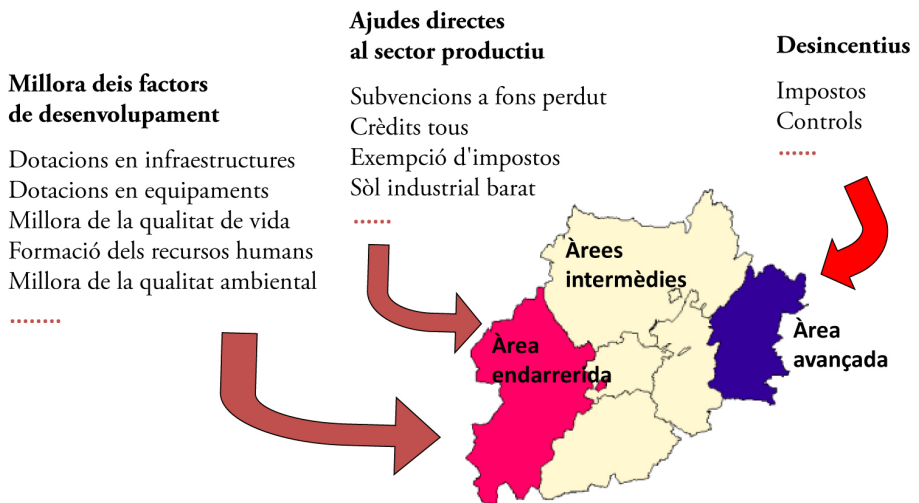 Millora deis factors
de desenvolupament
Dotacions en infraestructures
Dotacions en equipaments
Millora de la qualitat de vida
Formació dels recursos humans
Millora de la qualitat ambiental
........
Ajudes directes
al sector productiu
Subvencions a fons perdut
Crèdits tous
Exempció d'impostos
Sòl industrial barat
......
Desincentius
Impostos
Controls
......
Àrees
intermèdies
Àrea
endarrerida
Àrea
avançada